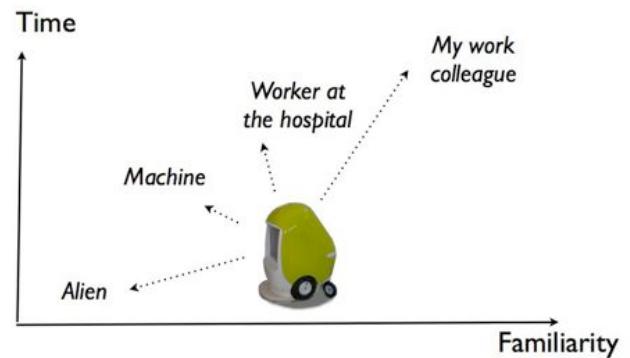 Time
My work
colleague
Worker at
the hospital
Machine
Alien
Familiarity